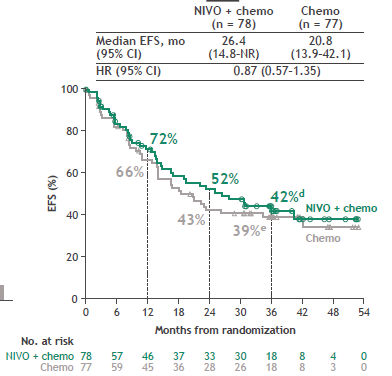 NIVO + chemo Chemo
(n = 78) (n = 77)
Median EFS, mo 26.4 20.8
(95% CI) (14.8-NR) (13.9-42.1)
HR (95% CI) 0.87 (0.57-1.35)
100
80
60
40
20
0
EFS (%)
72%
66%
52%
43%
42%d
39%e
NIVO + chemo
Chemo
0 6 12 18 24 30 36 42 48 54
Months from randomization
No. at risk
NIVO + chemo 78 57 46 37 33 30 18 8 4 0
Chemo 77 59 45 36 28 26 18 8 3 0